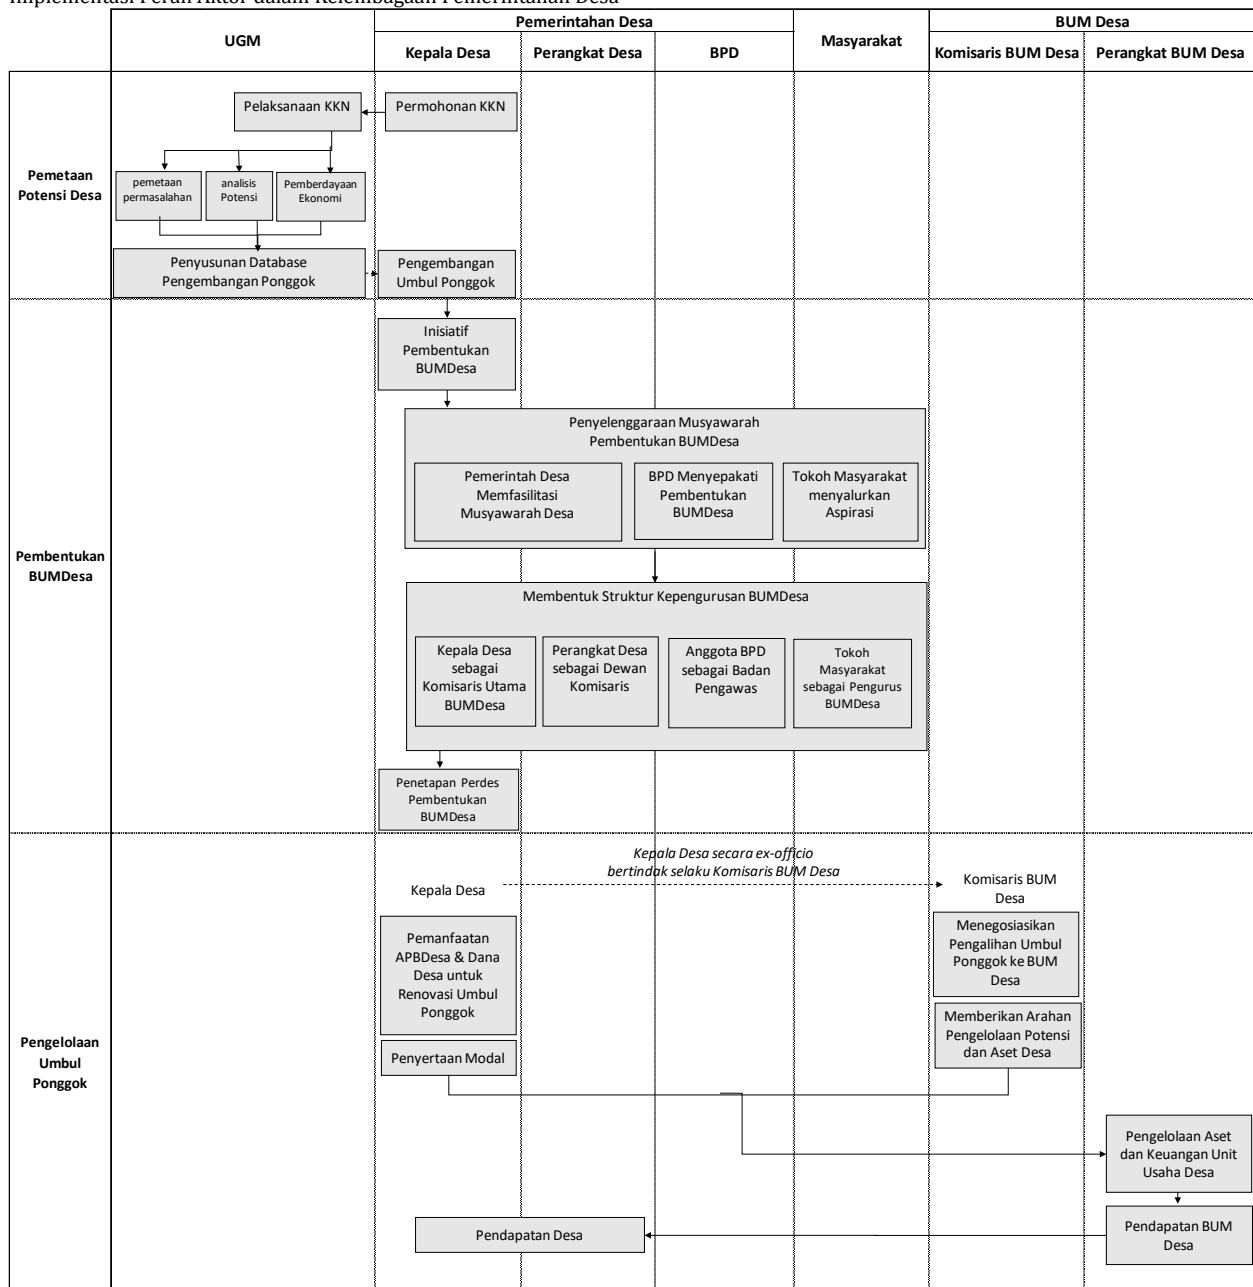 Implementasi Peran Aktor dalam Kelembagaan Pemerintahan Desa
UGM
Pemerintahan Desa
Kepala Desa
Perangkat Desa
BPD
Masyarakat
BUM Desa
Komisaris BUM Desa
Perangkat BUM Desa
Pemetaan
Potensi Desa
Pelaksanaan KKN
Permohonan KKN
pemetaan
permasalahan
analisis
Potensi
Pemberdayaan
Ekonomi
Penyusunan Database
Pengembangan Ponggok
Pengembangan
Umbul Ponggok
Pembentukan
BUMDesa
Inisiatif
Pembentukan
BUMDesa
Penyelenggaraan Musyawarah
Pembentukan BUMDesa
Pemerintah Desa
Memfasilitasi
Musyawarah Desa
BPD Menyepakati
Pembentukan
BUMDesa
Tokoh Masyarakat
menyalurkan
Aspirasi
Membentuk Struktur Kepengurusan BUMDesa
Kepala Desa
sebagai
Komisaris Utama
BUMDesa
Perangkat Desa
sebagai Dewan
Komisaris
Anggota BPD
sebagai Badan
Pengawas
Tokoh
Masyarakat
sebagai Pengurus
BUMDesa
Penetapan Perdes
Pembentukan
BUMDesa
Pengelolaan
Umbul
Ponggok
Kepala Desa secara ex-officio
bertindak selaku Komisaris BUM Desa
Kepala Desa
Komisaris BUM
Desa
Pemanfaatan
APBDesa & Dana
Desa untuk
Renovasi Umbul
Ponggok
Menegosiasikan
Pengalihan Umbul
Ponggok ke BUM
Desa
Penyertaan Modal
Memberikan Arahan
Pengelolaan Potensi
dan Aset Desa
Pengelolaan Aset
dan Keuangan Unit
Usaha Desa
Pendapatan Desa
Pendapatan BUM
Desa